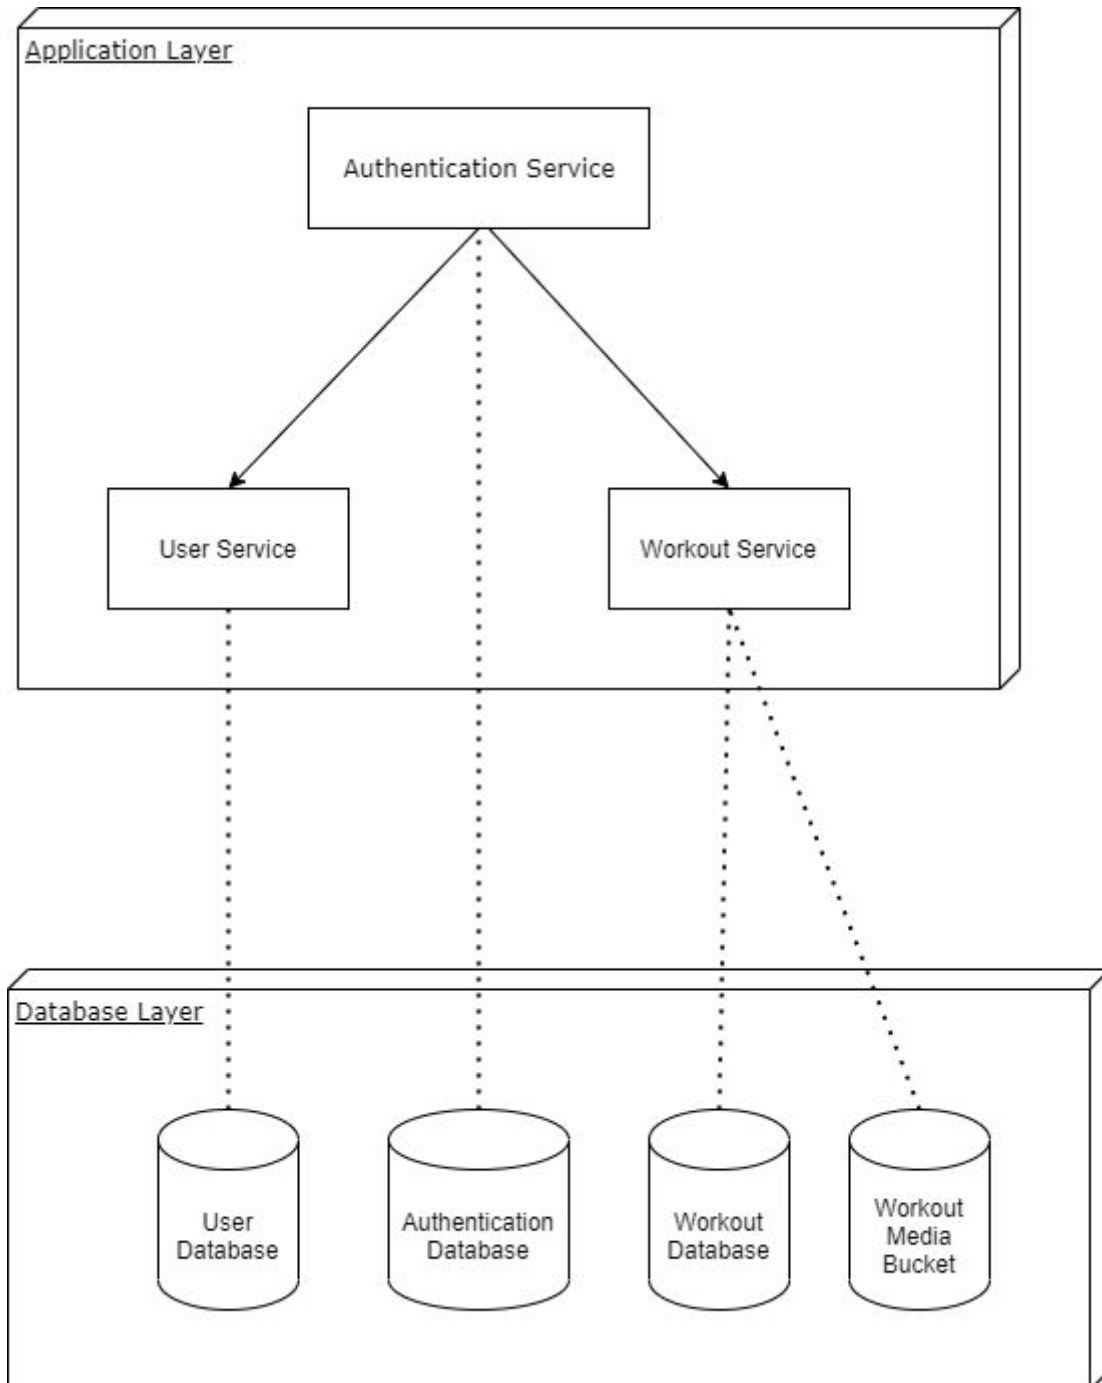 Application Layer
Authentication Service
User Service
Workout Service
Database Layer
User
Database
Authentication
Database
Workout
Database
Workout
Media
Bucket